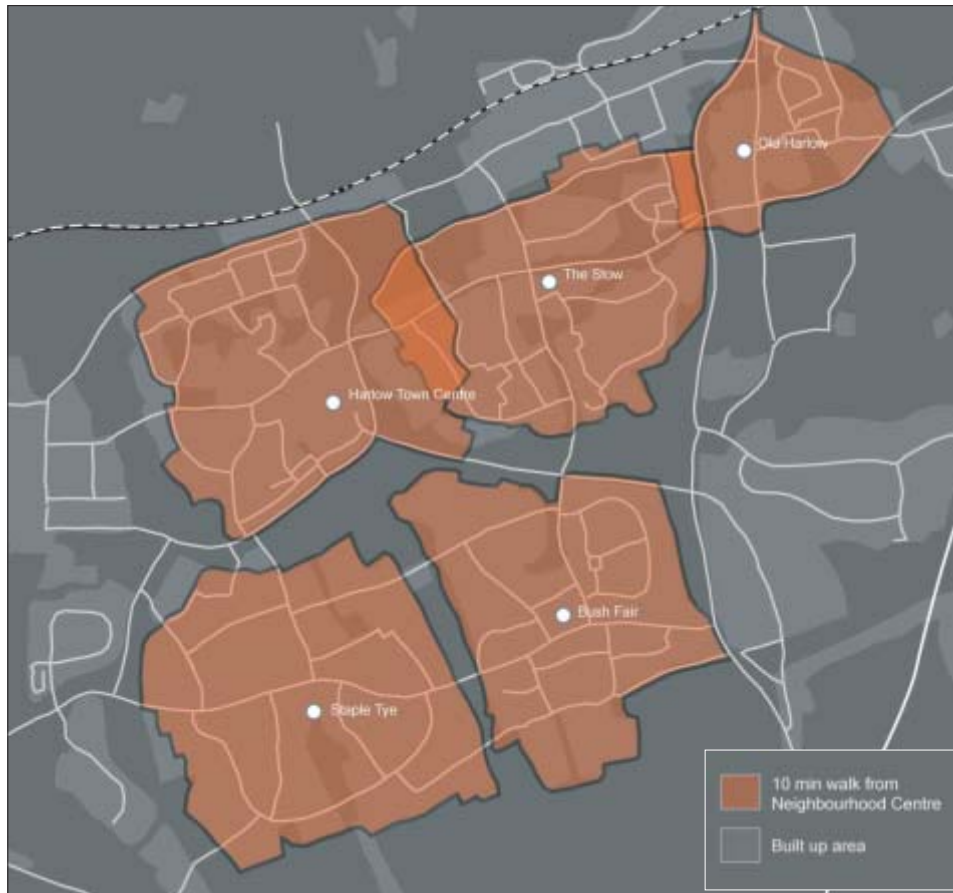 Old Harlow
The Stow
Harlow Town Centre
Bush Fair
Staple Tye
10 min walk from
Neighbourhood Centre
Built up area